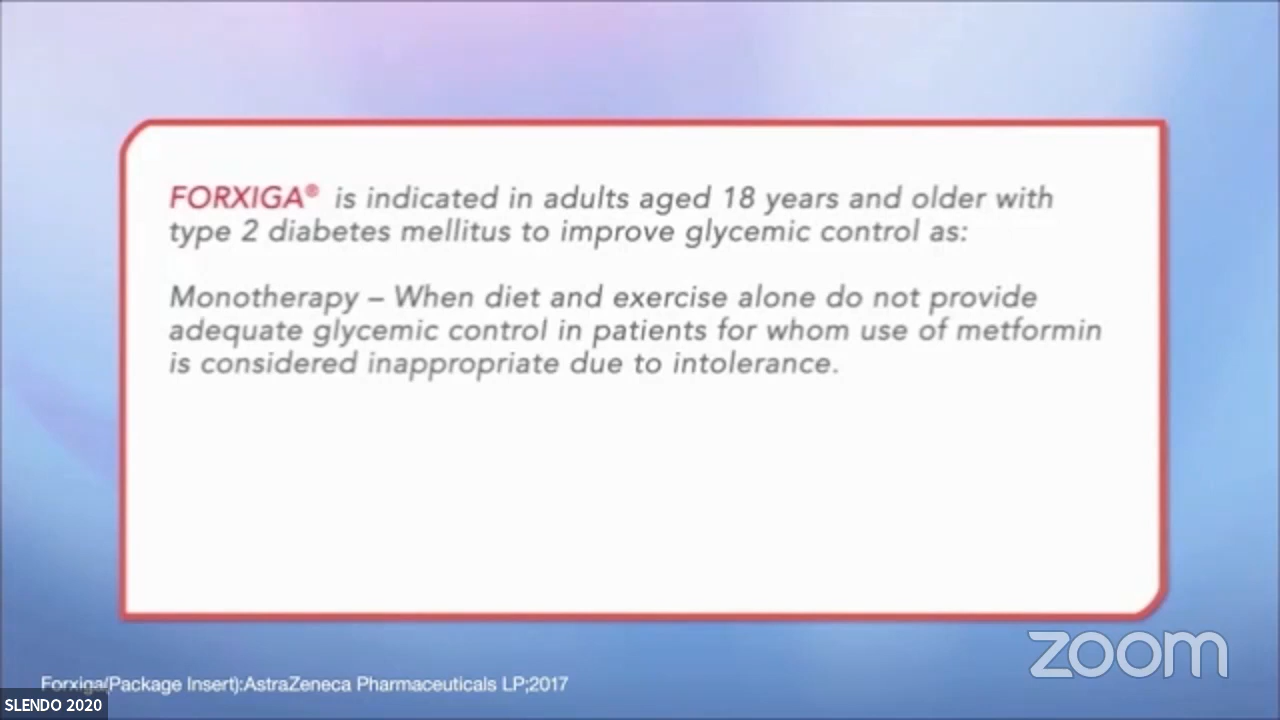 FORXIGA® is indicated in adults aged 18 years and older with
type 2 diabetes mellitus to improve glycemic control as:
Monotherapy – When diet and exercise alone do not provide
adequate glycemic control in patients for whom use of metformin
is considered inappropriate due to intolerance.
zoom
Forxiga(Package Insert):AstraZeneca Pharmaceuticals LP;2017
SLENDO 2020